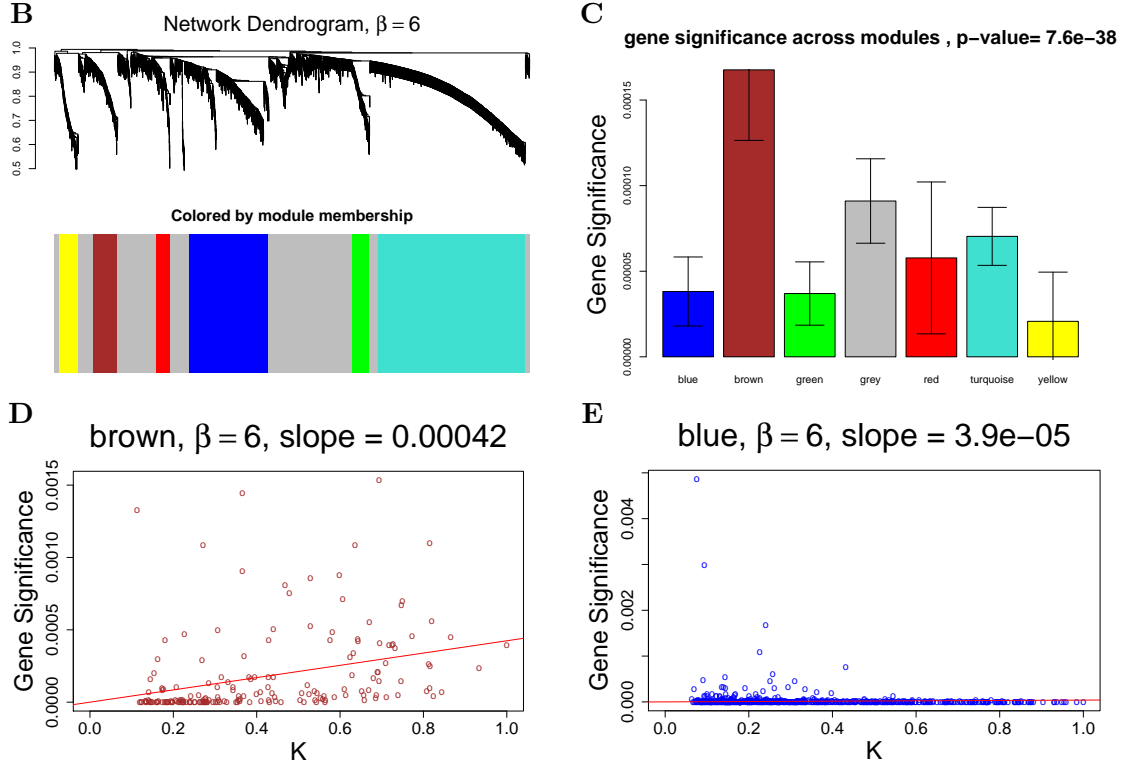 B
Network Dendrogram, β = 6
1.0
0.9
0.8
0.7
0.6
0.5
Colored by module membership
C
gene significance across modules , p−value= 7.6e−38
Gene Significance
0.00015
0.00010
0.00005
0.00000
blue brown green grey red turquoise yellow
D
brown, β = 6, slope = 0.00042
Gene Significance
0.0015
0.0010
0.0005
0.0000
0.0 0.2 0.4 0.6 0.8 1.0
K
E
blue, β = 6, slope = 3.9e−05
Gene Significance
0.004
0.002
0.000
0.0 0.2 0.4 0.6 0.8 1.0
K